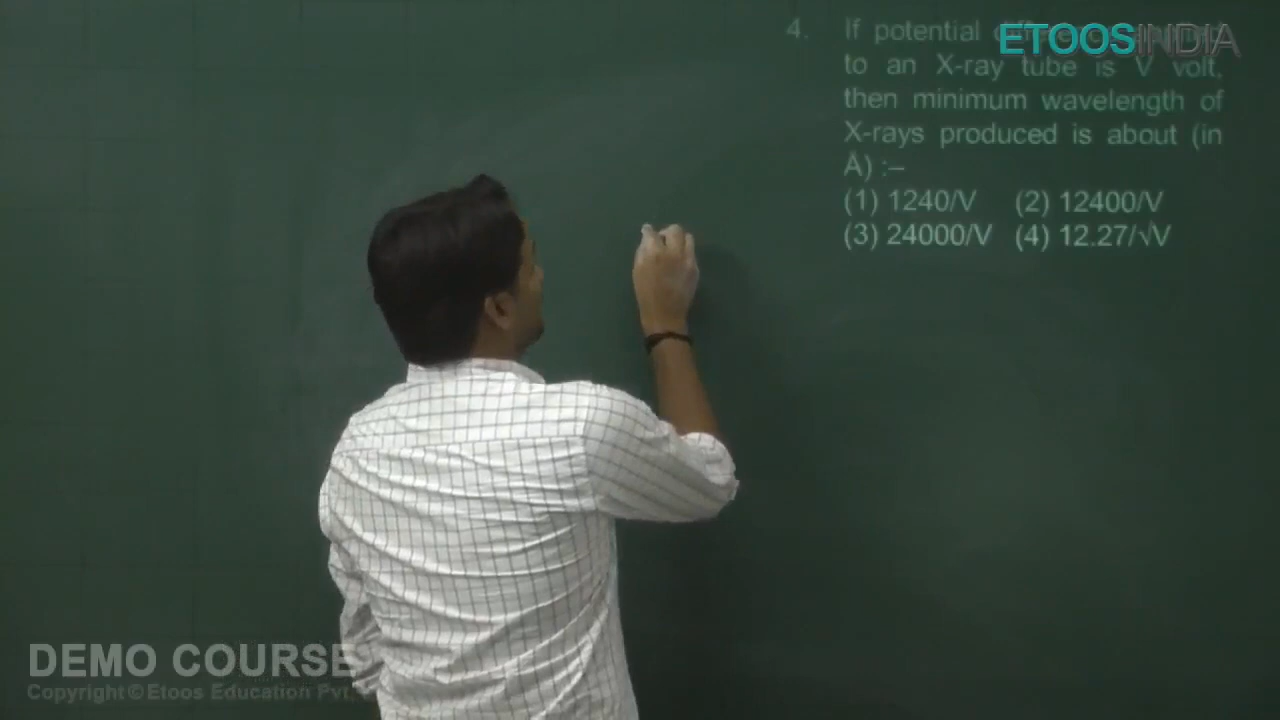 4. If potential
ETOOSINDIA
to an X-ray tube is V volt,
then minimum wavelength of
X-rays produced is about (in
A) :–
(1) 1240/V (2) 12400/V
(3) 24000/V (4) 12.27/√V
DEMO COURSE
Copyright © Etoos Education Pvt.